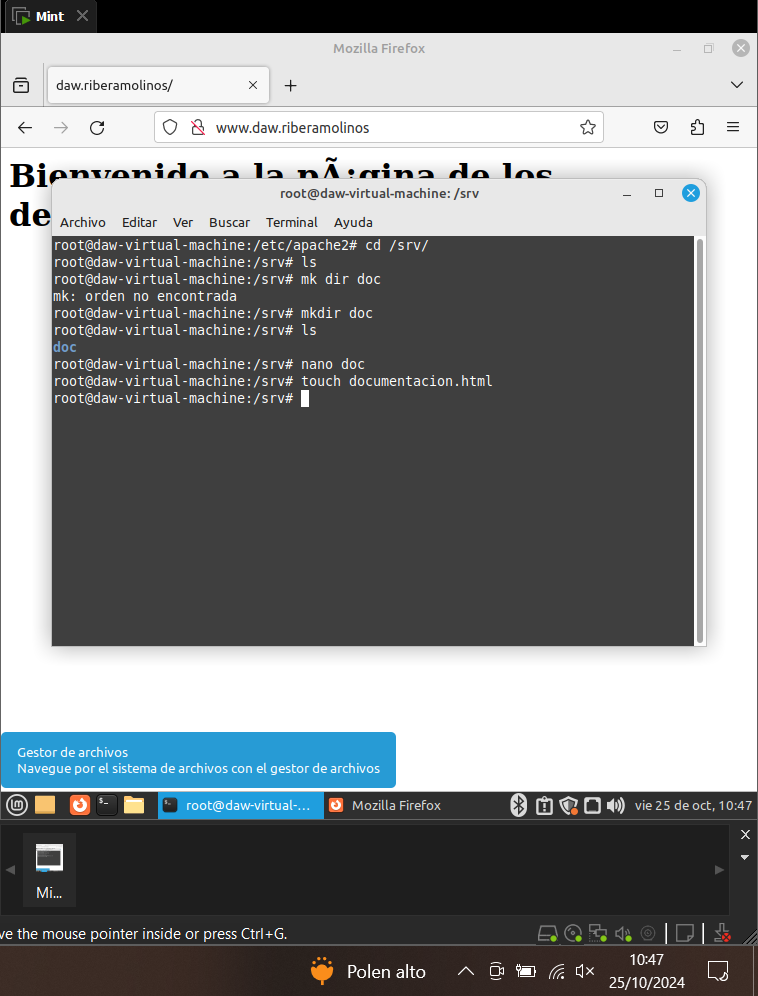 Mint
Mozilla Firefox
daw.riberamolinos/
www.daw.riberamolinos
Bienvenido a la pÃ¡gina de los
de
root@daw-virtual-machine: /srv
Archivo Editar Ver Buscar Terminal Ayuda
root@daw-virtual-machine:/etc/apache2# cd /srv/
root@daw-virtual-machine:/srv# ls
root@daw-virtual-machine:/srv# mk dir doc
mk: orden no encontrada
root@daw-virtual-machine:/srv# mkdir doc
root@daw-virtual-machine:/srv# ls
doc
root@daw-virtual-machine:/srv# nano doc
root@daw-virtual-machine:/srv# touch documentacion.html
root@daw-virtual-machine:/srv#
Gestor de archivos
Navegue por el sistema de archivos con el gestor de archivos
root@daw-virtual-... Mozilla Firefox vie 25 de oct, 10:47
Mi...
ve the mouse pointer inside or press Ctrl+G.
Polen alto
10:47
25/10/2024